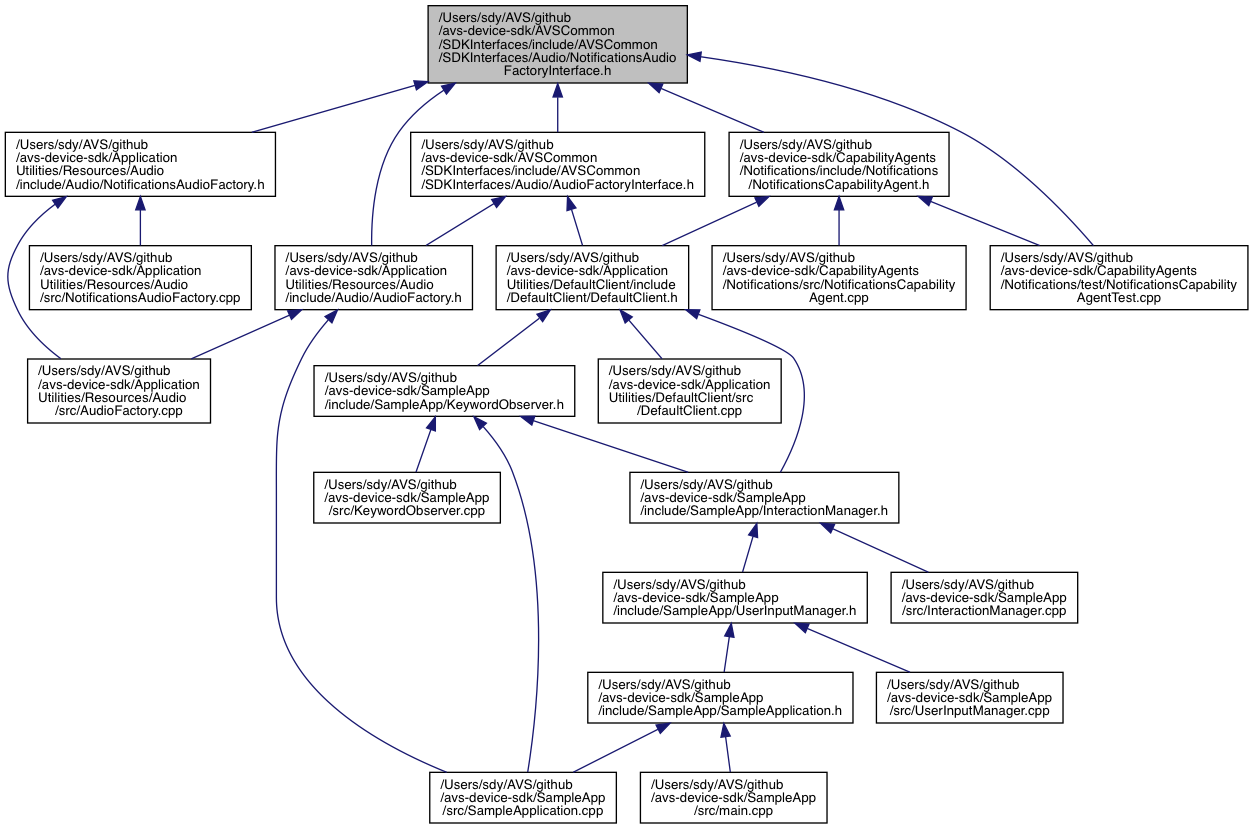 /Users/sdy/AVS/github
/avs-device-sdk/AVSCommon
/SDKInterfaces/include/AVSCommon
/SDKInterfaces/Audio/NotificationsAudio
FactoryInterface.h
/Users/sdy/AVS/github
/avs-device-sdk/Application
Utilities/Resources/Audio
/include/Audio/NotificationsAudioFactory.h
/Users/sdy/AVS/github
/avs-device-sdk/AVSCommon
/SDKInterfaces/include/AVSCommon
/SDKInterfaces/Audio/AudioFactoryInterface.h
/Users/sdy/AVS/github
/avs-device-sdk/CapabilityAgents
/Notifications/include/Notifications
/NotificationsCapabilityAgent.h
/Users/sdy/AVS/github
/avs-device-sdk/Application
Utilities/Resources/Audio
/src/NotificationsAudioFactory.cpp
/Users/sdy/AVS/github
/avs-device-sdk/Application
Utilities/Resources/Audio
/include/Audio/AudioFactory.h
/Users/sdy/AVS/github
/avs-device-sdk/Application
Utilities/DefaultClient/include
/DefaultClient/DefaultClient.h
/Users/sdy/AVS/github
/avs-device-sdk/CapabilityAgents
/Notifications/src/NotificationsCapability
Agent.cpp
/Users/sdy/AVS/github
/avs-device-sdk/CapabilityAgents
/Notifications/test/NotificationsCapability
AgentTest.cpp
/Users/sdy/AVS/github
/avs-device-sdk/Application
Utilities/Resources/Audio
/src/AudioFactory.cpp
/Users/sdy/AVS/github
/avs-device-sdk/SampleApp
/include/SampleApp/KeywordObserver.h
/Users/sdy/AVS/github
/avs-device-sdk/Application
Utilities/DefaultClient/src
/DefaultClient.cpp
/Users/sdy/AVS/github
/avs-device-sdk/SampleApp
/src/KeywordObserver.cpp
/Users/sdy/AVS/github
/avs-device-sdk/SampleApp
/include/SampleApp/InteractionManager.h
/Users/sdy/AVS/github
/avs-device-sdk/SampleApp
/include/SampleApp/UserInputManager.h
/Users/sdy/AVS/github
/avs-device-sdk/SampleApp
/src/InteractionManager.cpp
/Users/sdy/AVS/github
/avs-device-sdk/SampleApp
/include/SampleApp/SampleApplication.h
/Users/sdy/AVS/github
/avs-device-sdk/SampleApp
/src/UserInputManager.cpp
/Users/sdy/AVS/github
/avs-device-sdk/SampleApp
/src/SampleApplication.cpp
/Users/sdy/AVS/github
/avs-device-sdk/SampleApp
/src/main.cpp